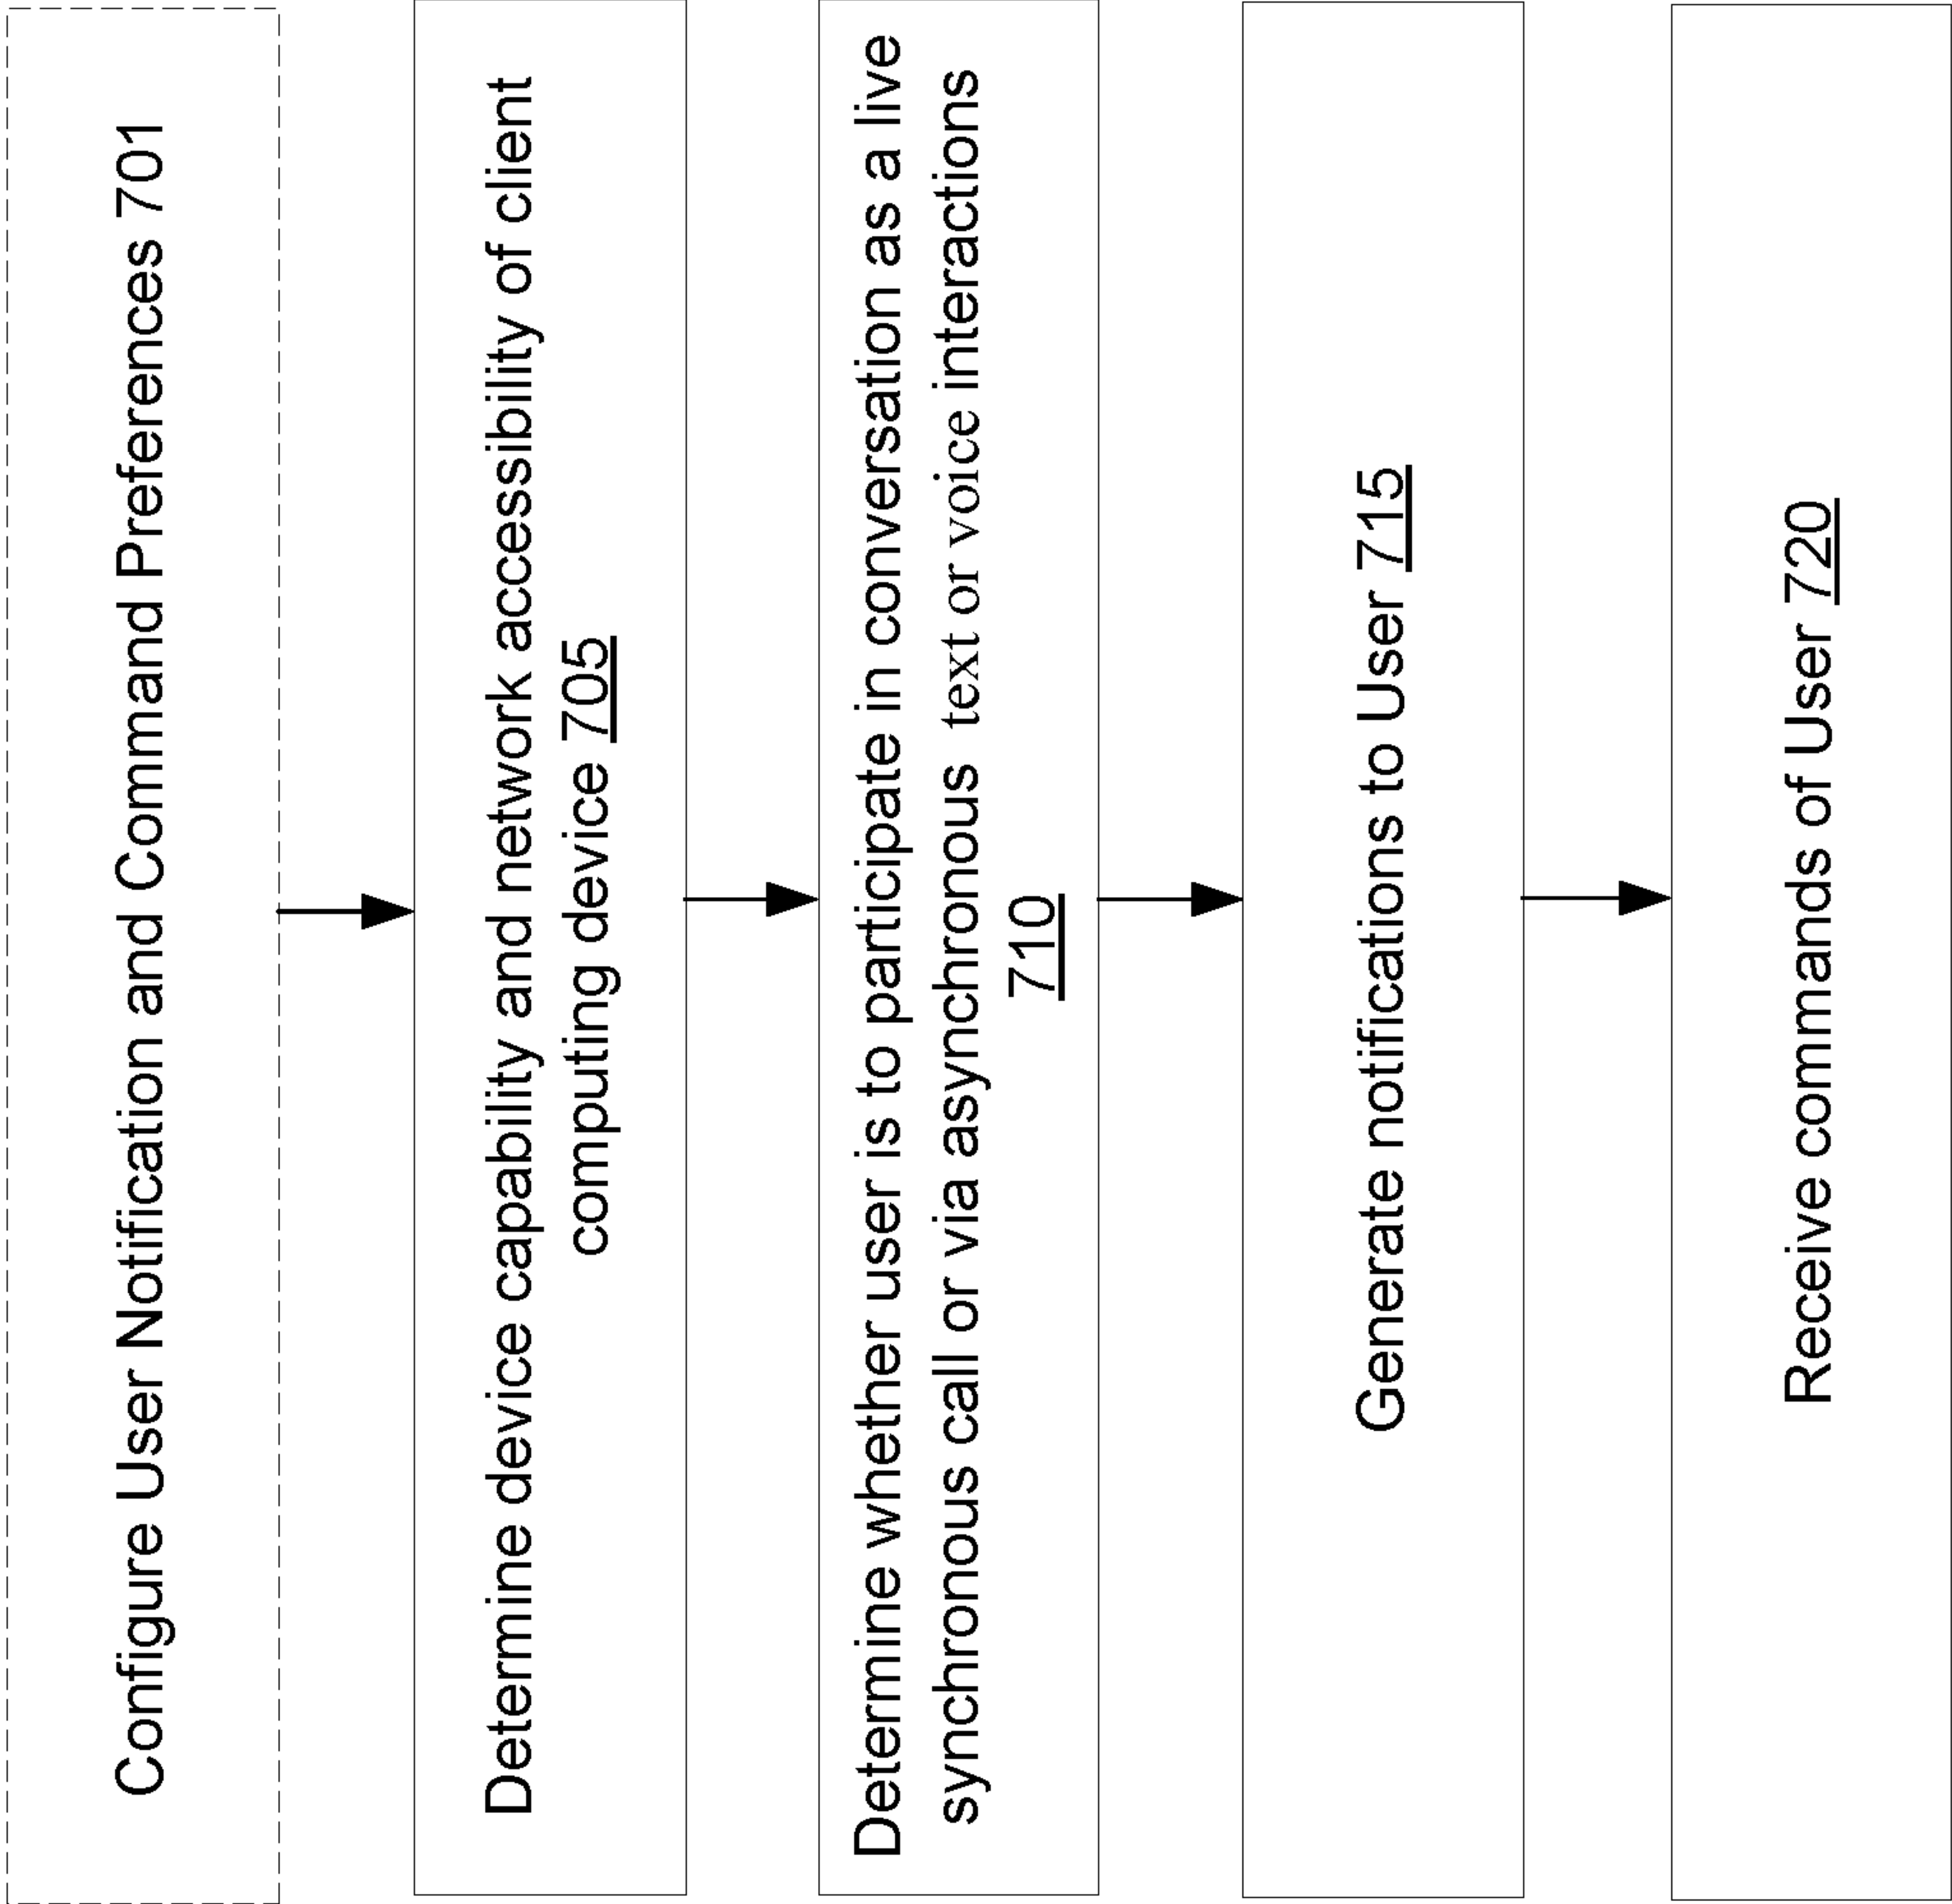 Configure User Notification and Command Preferences 701
Determine device capability and network accessibility of client
computing device 705
Determine whether user is to participate in conversation as a live
synchronous call or via asynchronous text or voice interactions
710
Generate notifications to User 715
Receive commands of User 720